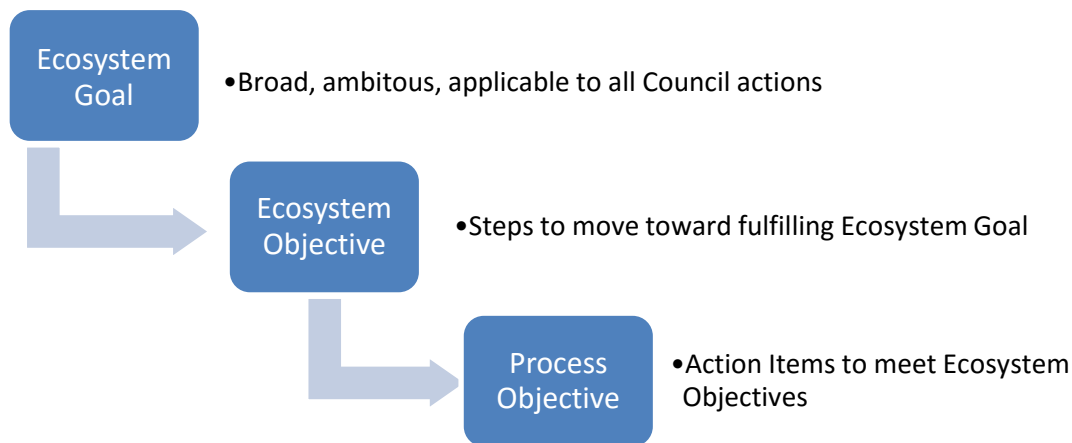 Ecosystem
Goal
•Broad, ambitous, applicable to all Council actions
Ecosystem
Objective
•Steps to move toward fulfilling Ecosystem Goal
Process
Objective
•Action Items to meet Ecosystem
Objectives